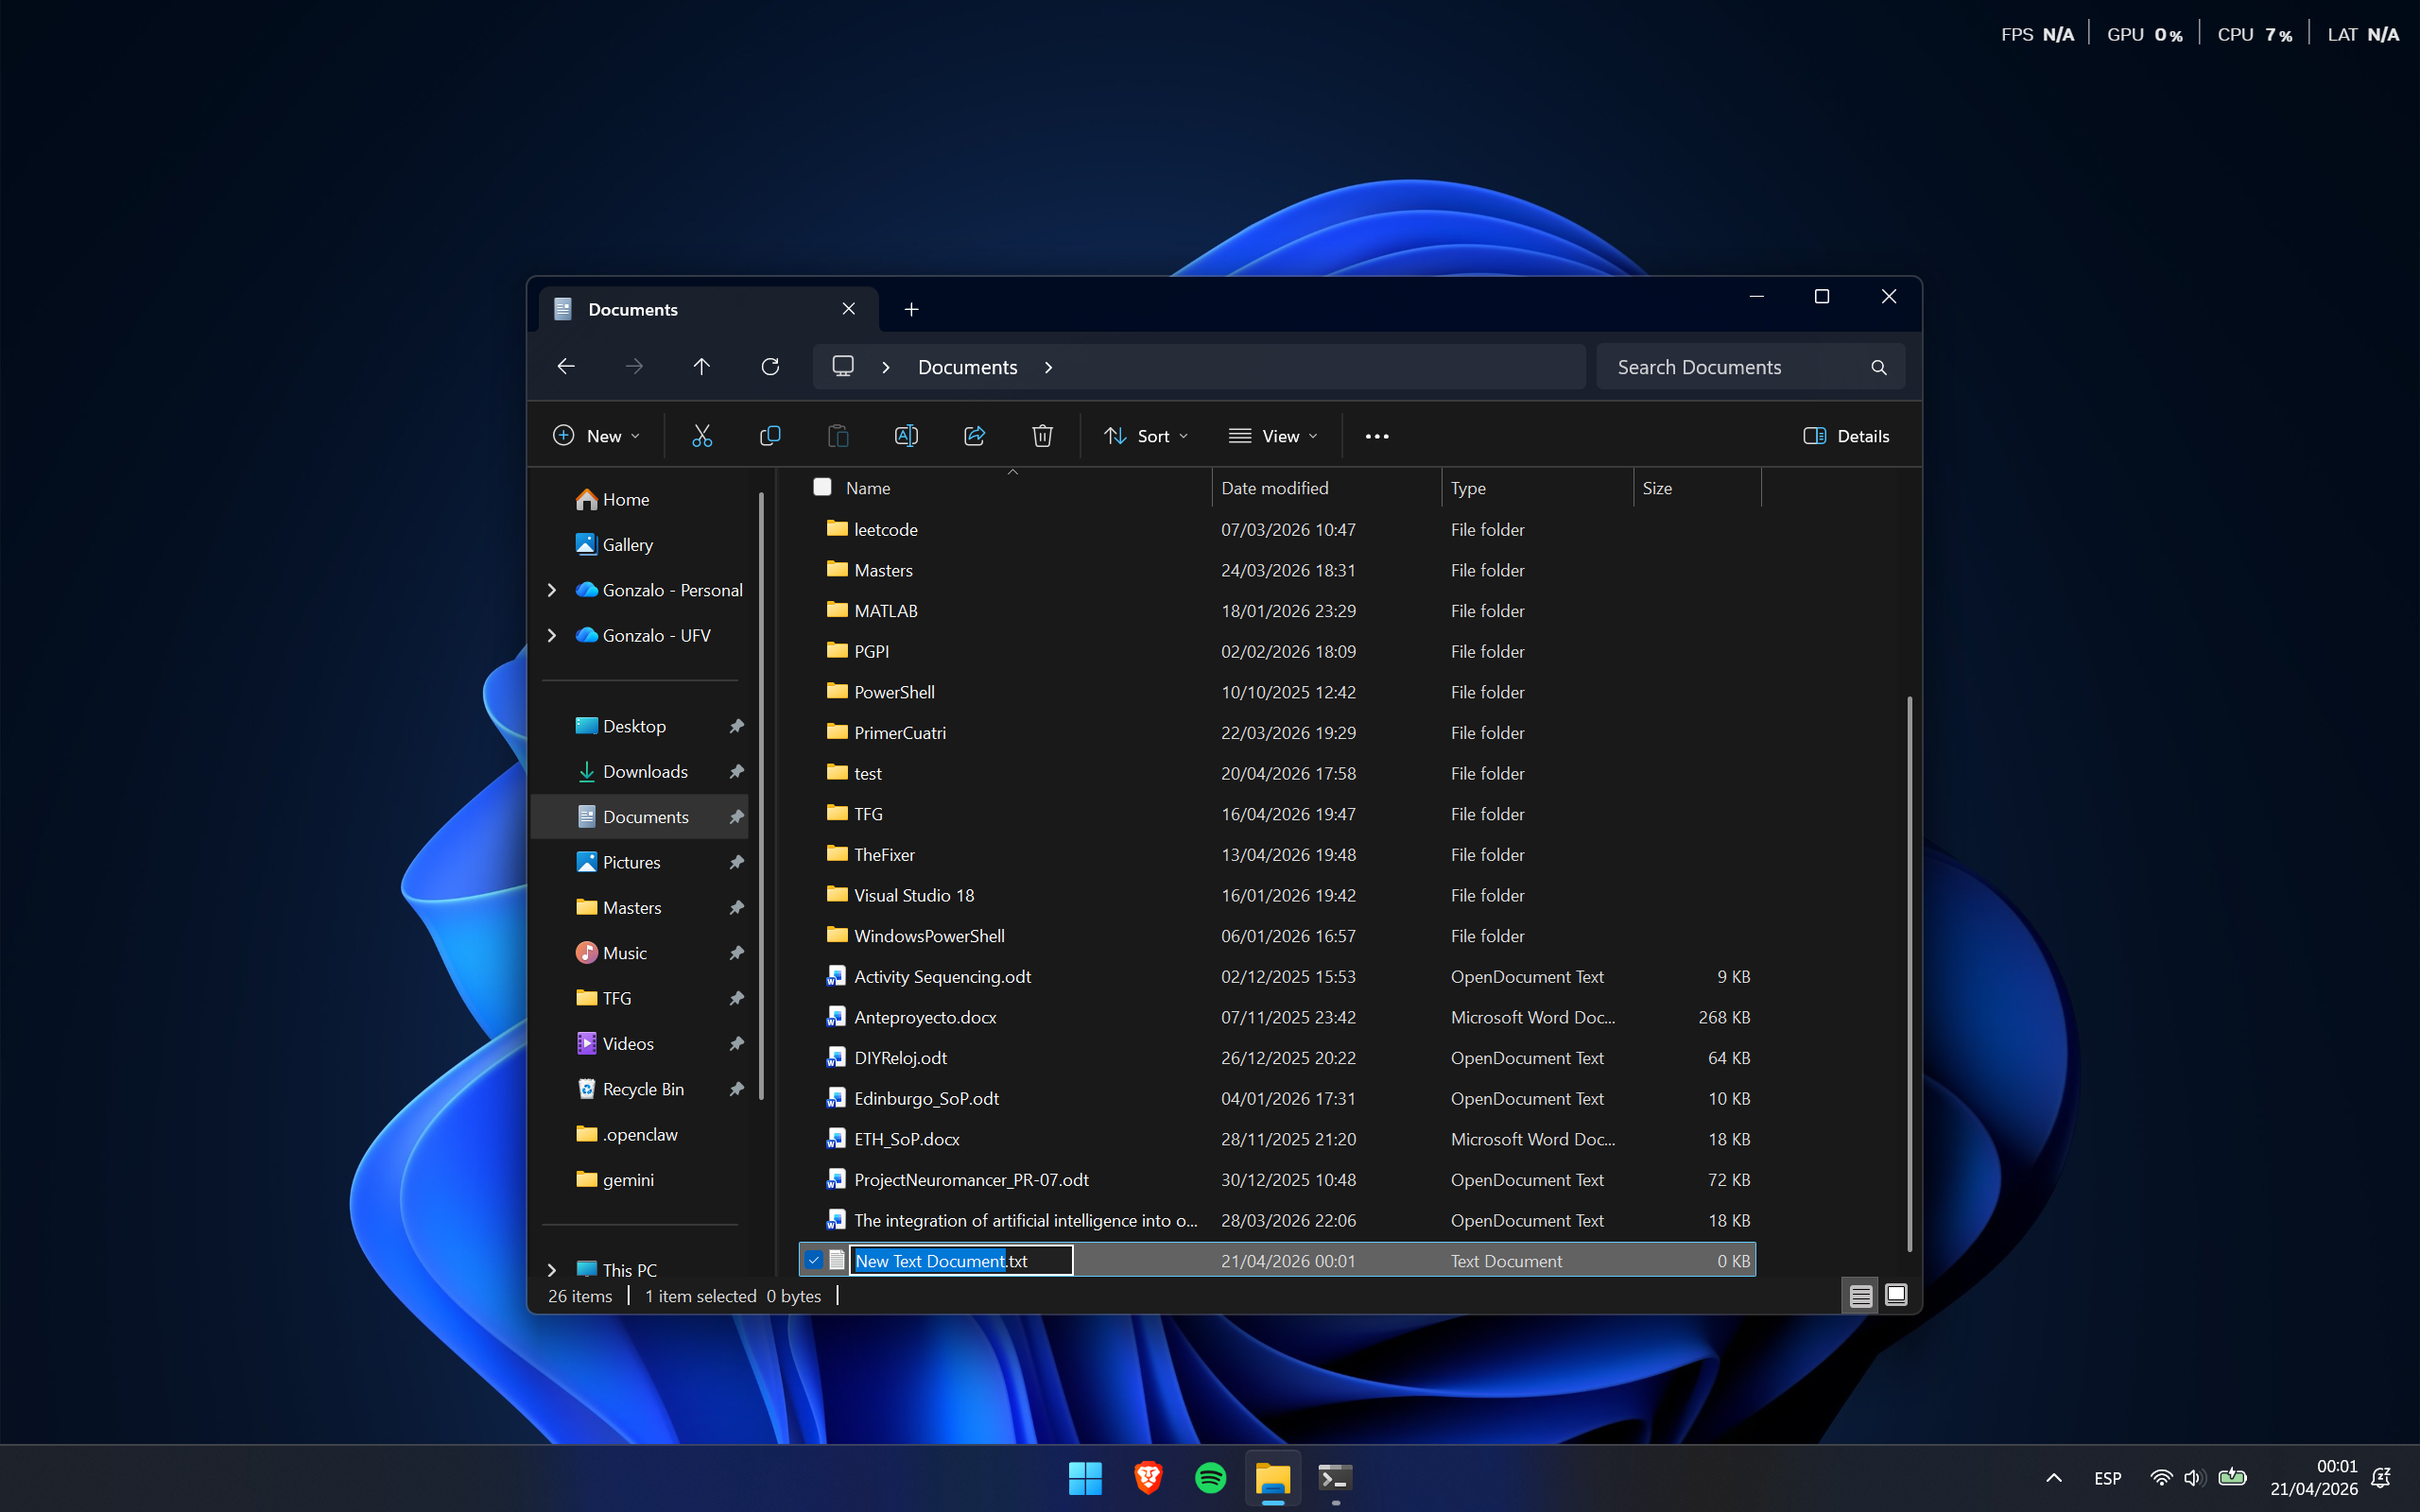 FPS N/A GPU 0% CPU 7% LAT N/A
Documents
Documents
Search Documents
New
Sort
View
Details
Home
Gallery
Gonzalo - Personal
Gonzalo - UFV
Desktop
Downloads
Documents
Pictures
Masters
Music
TFG
Videos
Recycle Bin
.openclaw
gemini
This PC
Name Date modified Type Size
leetcode 07/03/2026 10:47 File folder
Masters 24/03/2026 18:31 File folder
MATLAB 18/01/2026 23:29 File folder
PGPI 02/02/2026 18:09 File folder
PowerShell 10/10/2025 12:42 File folder
PrimerCuatri 22/03/2026 19:29 File folder
test 20/04/2026 17:58 File folder
TFG 16/04/2026 19:47 File folder
TheFixer 13/04/2026 19:48 File folder
Visual Studio 18 16/01/2026 19:42 File folder
WindowsPowerShell 06/01/2026 16:57 File folder
Activity Sequencing.odt 02/12/2025 15:53 OpenDocument Text 9 KB
Anteproyecto.docx 07/11/2025 23:42 Microsoft Word Doc... 268 KB
DIYReloj.odt 26/12/2025 20:22 OpenDocument Text 64 KB
Edinburgo_SoP.odt 04/01/2026 17:31 OpenDocument Text 10 KB
ETH_SoP.docx 28/11/2025 21:20 Microsoft Word Doc... 18 KB
ProjectNeuromancer_PR-07.odt 30/12/2025 10:48 OpenDocument Text 72 KB
The integration of artificial intelligence into o... 28/03/2026 22:06 OpenDocument Text 18 KB
New Text Document.txt 21/04/2026 00:01 Text Document 0 KB
26 items 1 item selected 0 bytes
ESP
00:01
21/04/2026